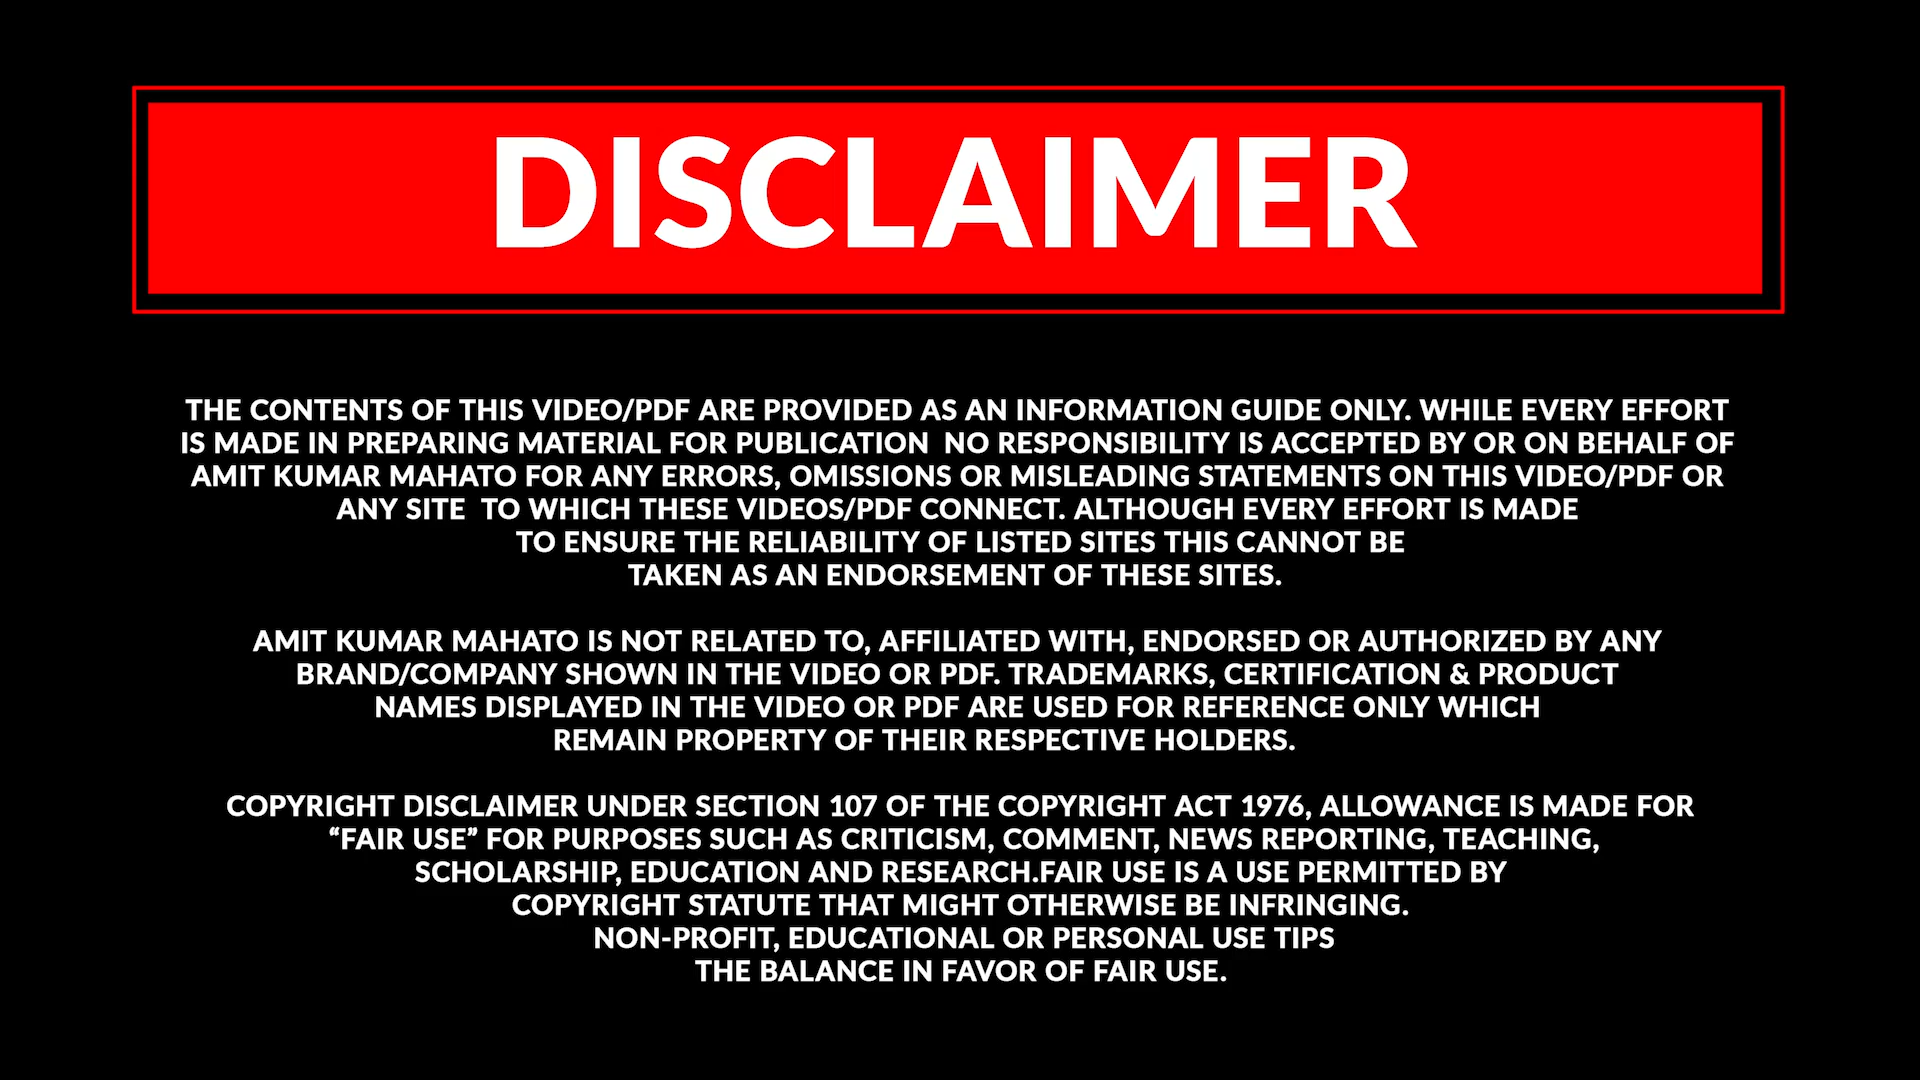 DISCLAIMER
THE CONTENTS OF THIS VIDEO/PDF ARE PROVIDED AS AN INFORMATION GUIDE ONLY. WHILE EVERY EFFORT
IS MADE IN PREPARING MATERIAL FOR PUBLICATION  NO RESPONSIBILITY IS ACCEPTED BY OR ON BEHALF OF
AMIT KUMAR MAHATO FOR ANY ERRORS, OMISSIONS OR MISLEADING STATEMENTS ON THIS VIDEO/PDF OR
ANY SITE  TO WHICH THESE VIDEOS/PDF CONNECT. ALTHOUGH EVERY EFFORT IS MADE
TO ENSURE THE RELIABILITY OF LISTED SITES THIS CANNOT BE
TAKEN AS AN ENDORSEMENT OF THESE SITES.
AMIT KUMAR MAHATO IS NOT RELATED TO, AFFILIATED WITH, ENDORSED OR AUTHORIZED BY ANY
BRAND/COMPANY SHOWN IN THE VIDEO OR PDF. TRADEMARKS, CERTIFICATION & PRODUCT
NAMES DISPLAYED IN THE VIDEO OR PDF ARE USED FOR REFERENCE ONLY WHICH
REMAIN PROPERTY OF THEIR RESPECTIVE HOLDERS.
COPYRIGHT DISCLAIMER UNDER SECTION 107 OF THE COPYRIGHT ACT 1976, ALLOWANCE IS MADE FOR
“FAIR USE” FOR PURPOSES SUCH AS CRITICISM, COMMENT, NEWS REPORTING, TEACHING,
SCHOLARSHIP, EDUCATION AND RESEARCH.FAIR USE IS A USE PERMITTED BY
COPYRIGHT STATUTE THAT MIGHT OTHERWISE BE INFRINGING.
NON-PROFIT, EDUCATIONAL OR PERSONAL USE TIPS
THE BALANCE IN FAVOR OF FAIR USE.